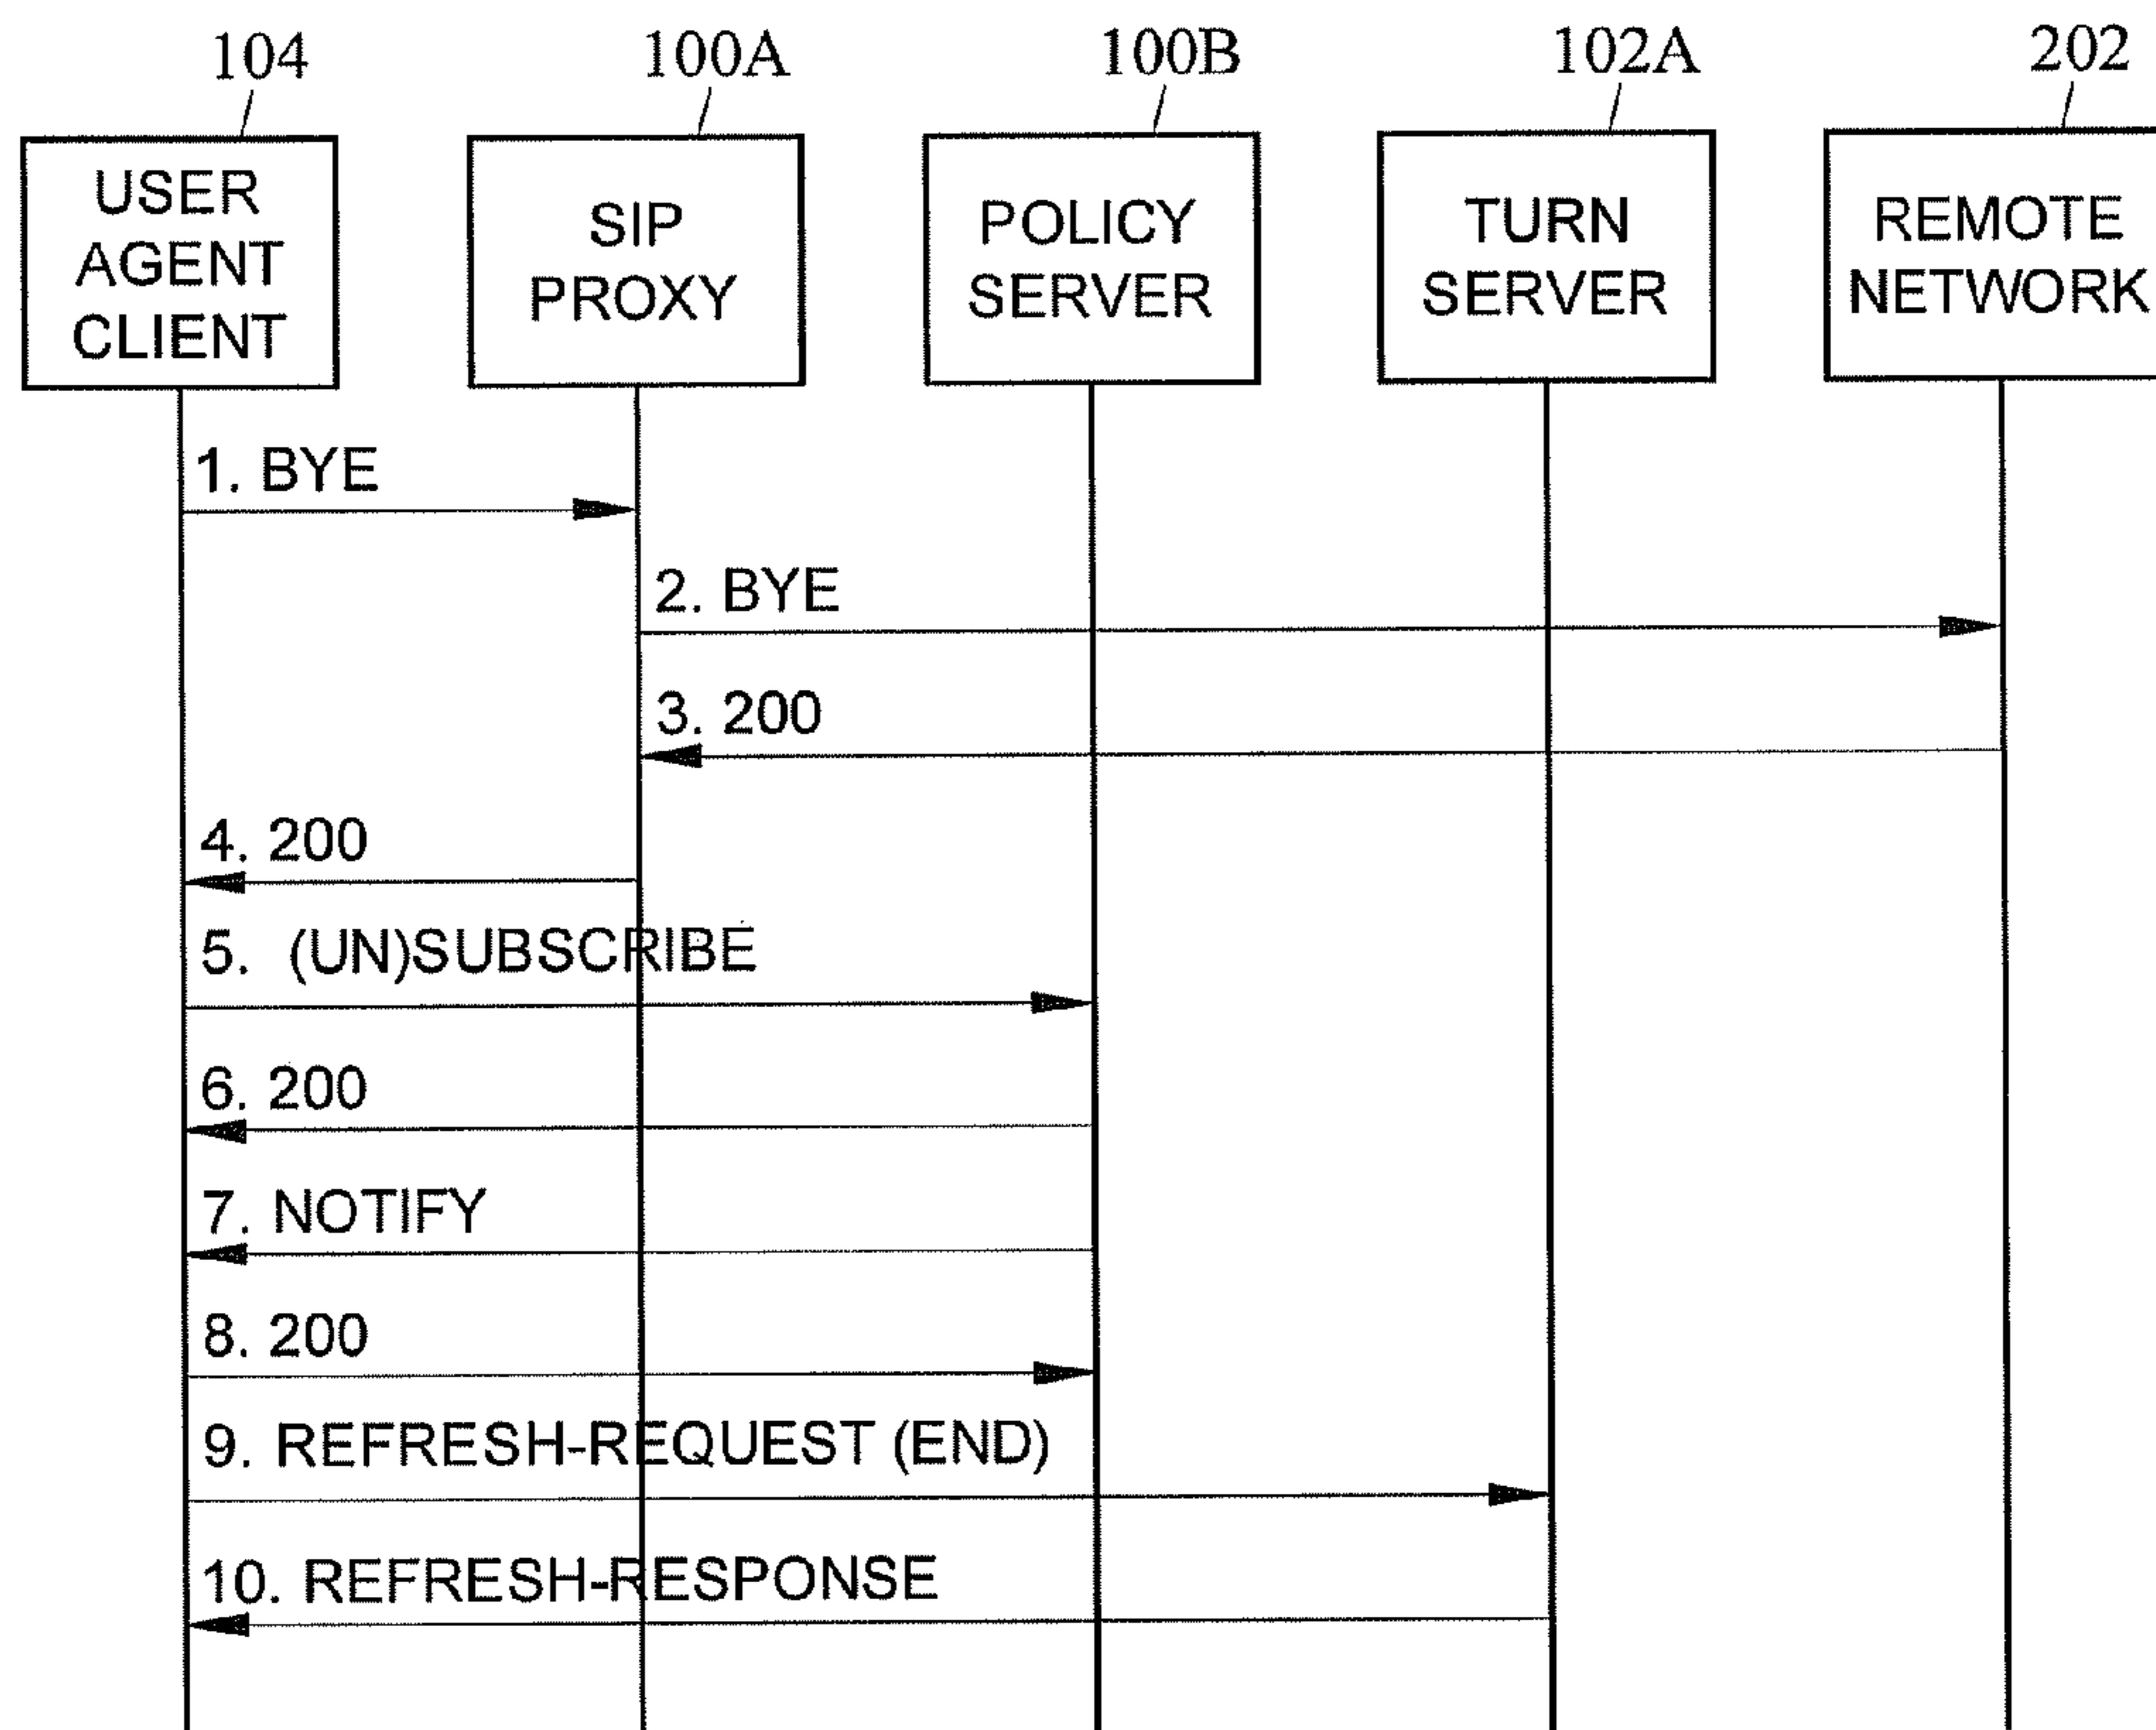 104
100A
100B
102A
202
USER
AGENT
CLIENT
SIP
PROXY
POLICY
SERVER
TURN
SERVER
REMOTE
NETWORK
1. BYE
2. BYE
3. 200
4. 200
5. (UN)SUBSCRIBE
6. 200
7. NOTIFY
8. 200
9. REFRESH-REQUEST (END)
10. REFRESH-RESPONSE